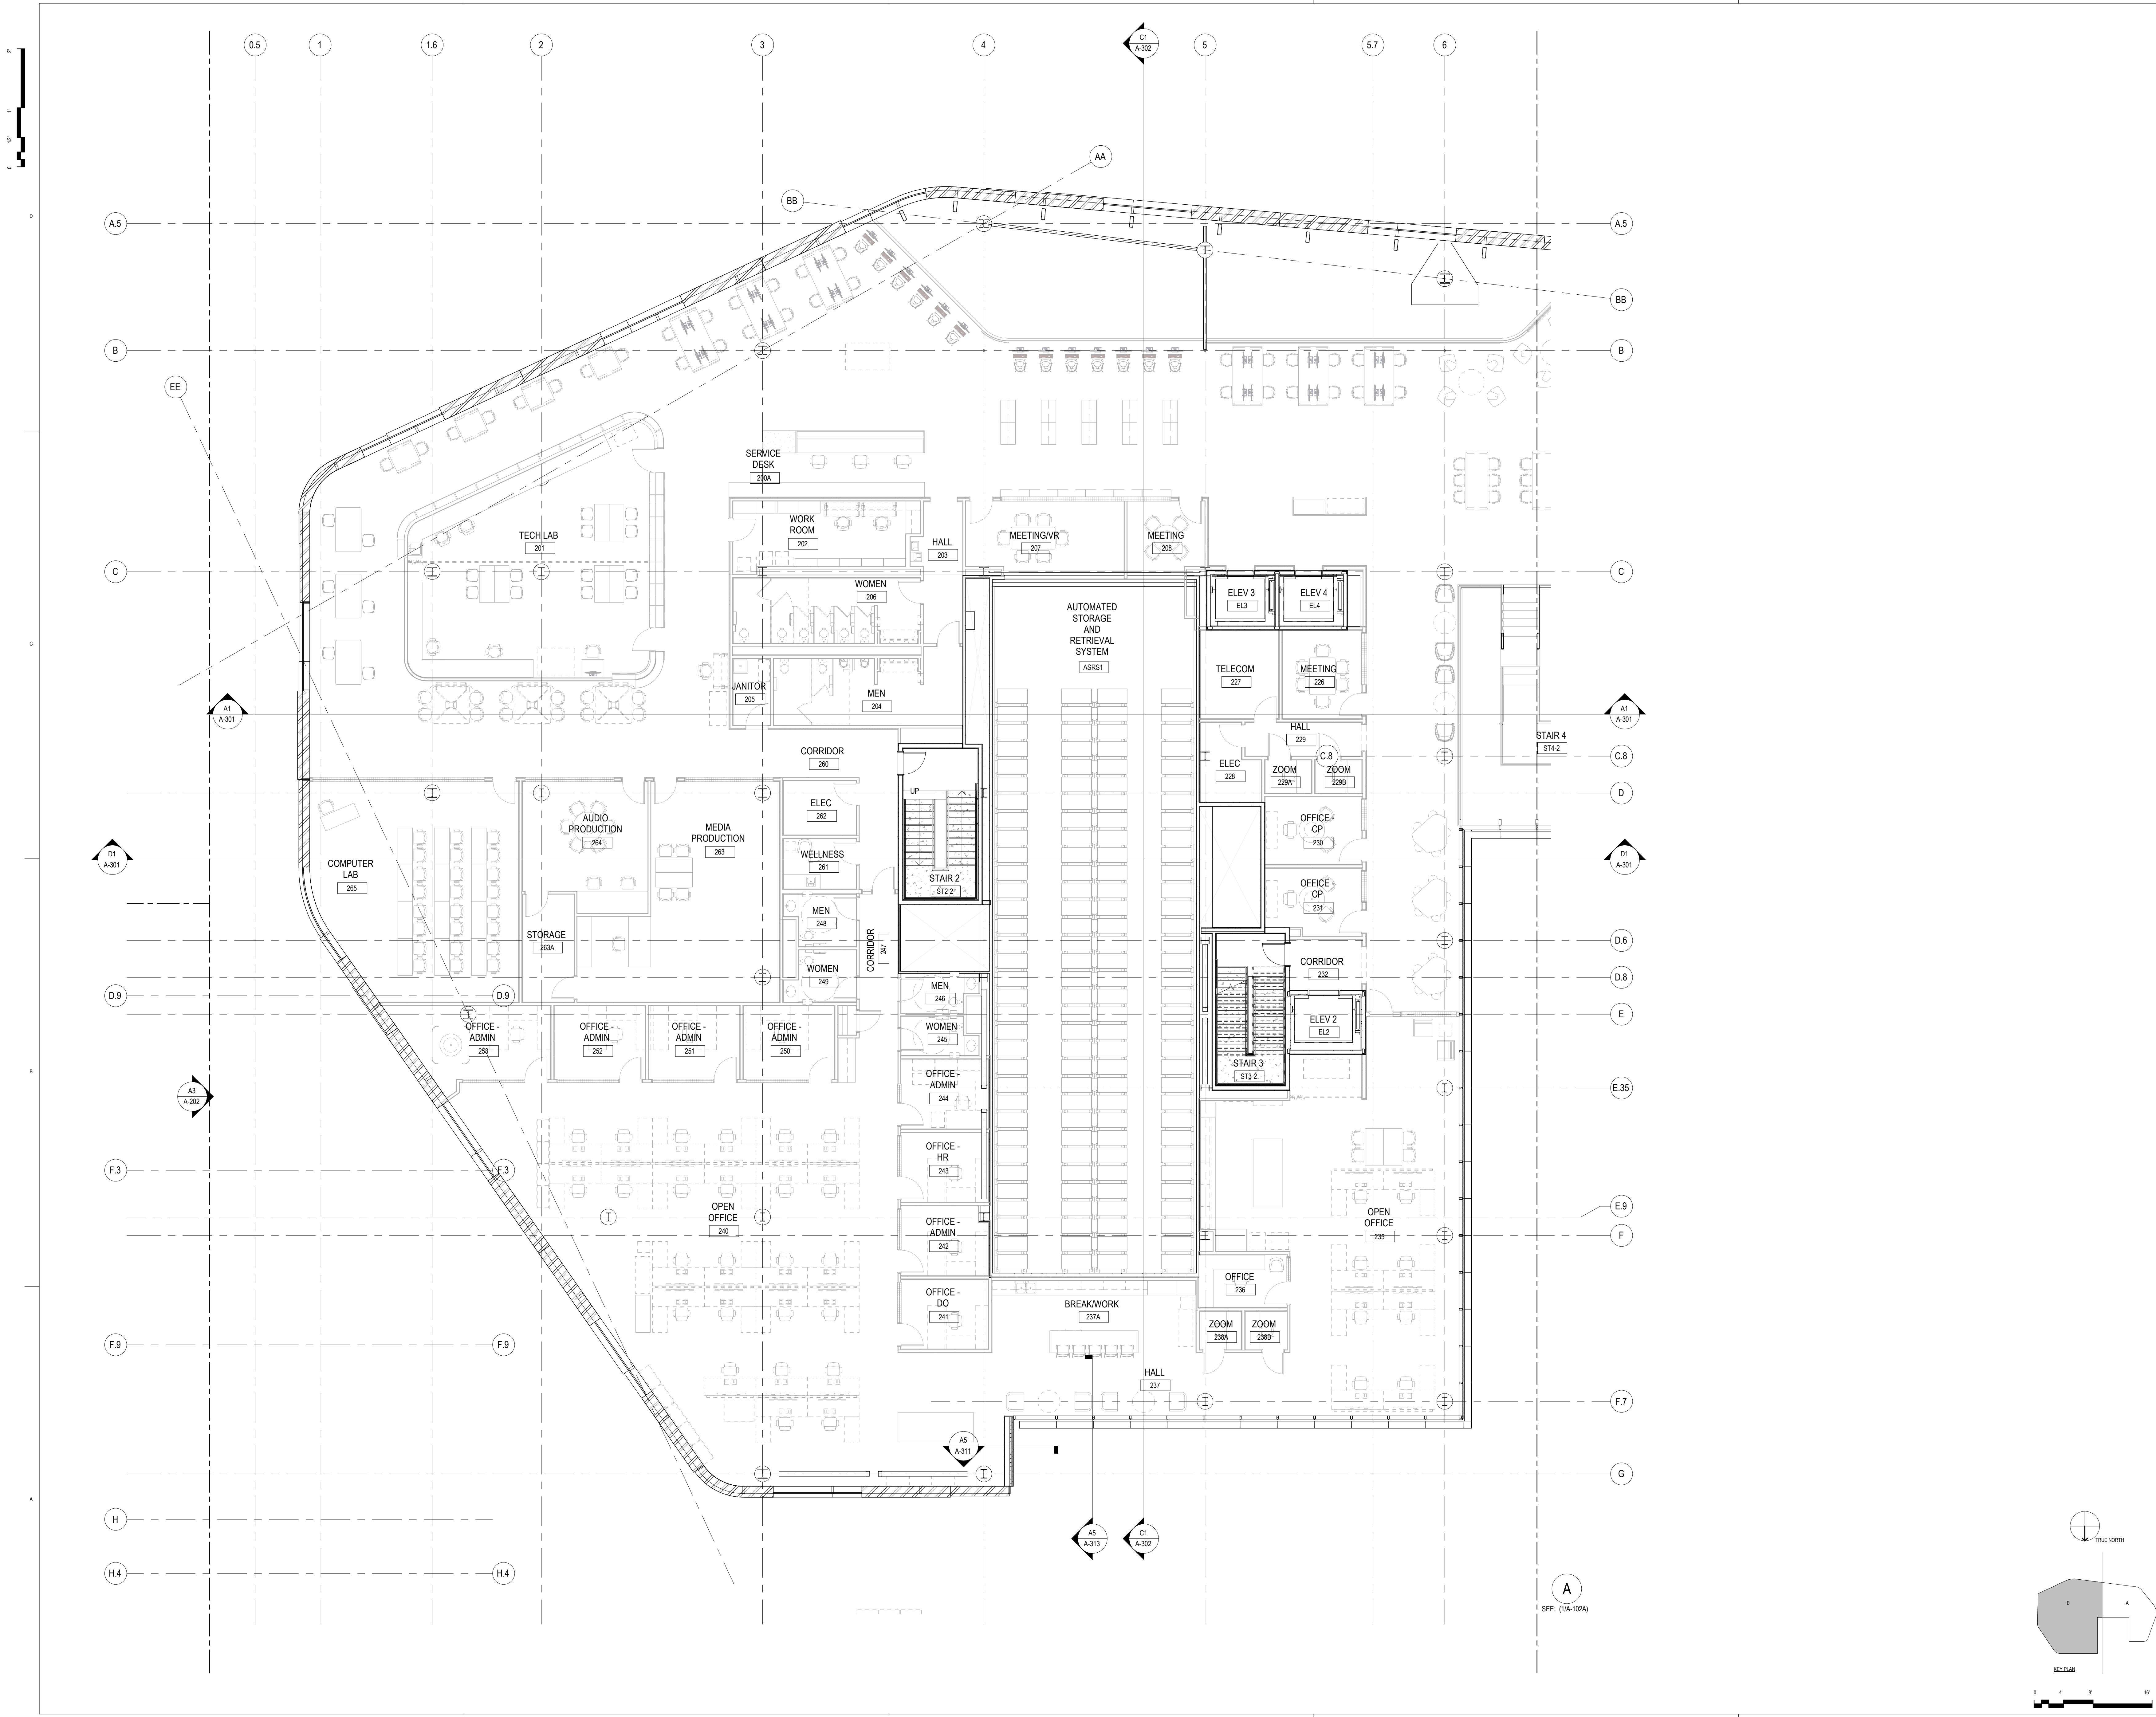 0.5
1
1.6
2
3
4
C1
A-302
5
5.7
6
2"
1"
1/2"
0
AA
BB
D
A.5
A.5
BB
B
B
EE
SERVICE
DESK
200A
TECH LAB
201
WORK
ROOM
202
HALL
203
MEETING/VR
207
MEETING
208
C
C
WOMEN
206
ELEV 3
EL3
ELEV 4
EL4
AUTOMATED
STORAGE
AND
RETRIEVAL
SYSTEM
ASRS1
C
JANITOR
205
MEN
204
TELECOM
227
MEETING
226
A1
A-301
A1
A-301
HALL
229
STAIR 4
ST4-2
CORRIDOR
260
C.8
C.8
ELEC
228
ZOOM
229A
ZOOM
229B
UP
D
ELEC
262
AUDIO
PRODUCTION
264
MEDIA
PRODUCTION
263
OFFICE -
CP
230
D1
A-301
D1
A-301
COMPUTER
LAB
265
WELLNESS
261
STAIR 2
ST2-2
OFFICE -
CP
231
MEN
248
STORAGE
263A
CORRIDOR
247
D.6
WOMEN
249
CORRIDOR
232
D.8
D.9
D.9
MEN
246
E
OFFICE -
ADMIN
253
OFFICE -
ADMIN
252
OFFICE -
ADMIN
251
OFFICE -
ADMIN
250
WOMEN
245
ELEV 2
EL2
STAIR 3
ST3-2
B
OFFICE -
ADMIN
244
A3
A-202
E.35
OFFICE -
HR
243
F.3
F.3
OPEN
OFFICE
240
OPEN
OFFICE
235
E.9
OFFICE -
ADMIN
242
F
OFFICE
236
OFFICE -
DO
241
BREAK/WORK
237A
ZOOM
238A
ZOOM
238B
F.9
F.9
HALL
237
F.7
A5
A-311
G
A
H
A5
A-313
C1
A-302
TRUE NORTH
H.4
H.4
A
SEE: (1/A-102A)
B
A
KEY PLAN
0
4'
8'
16'